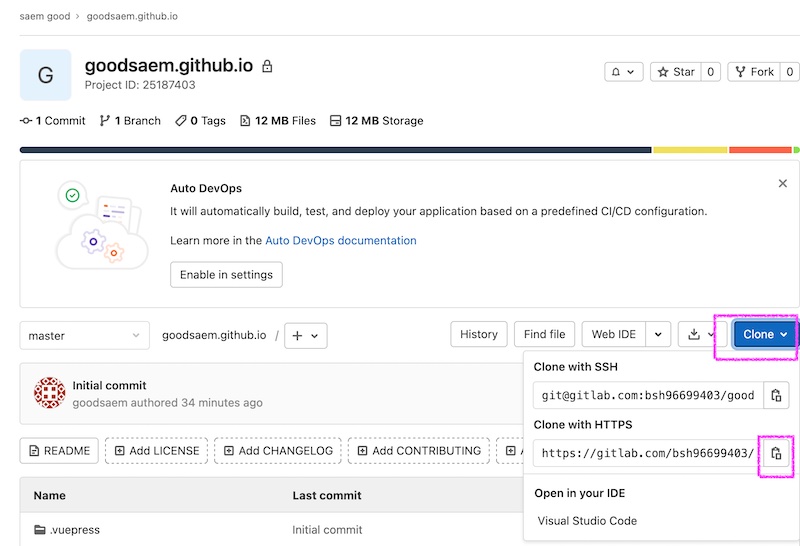 saem good › goodsaem.github.io
G
goodsaem.github.io
Project ID: 25187403
Star 0
Fork 0
1 Commit 1 Branch 0 Tags 12 MB Files 12 MB Storage
Auto DevOps
It will automatically build, test, and deploy your application based on a predefined CI/CD configuration.
Learn more in the Auto DevOps documentation
Enable in settings
master goodsaem.github.io / + History Find file Web IDE Clone
Initial commit
goodsaem authored 34 minutes ago
Clone with SSH
git@gitlab.com:bsh96699403/good
Clone with HTTPS
https://gitlab.com/bsh96699403/
Open in your IDE
Visual Studio Code
README Add LICENSE Add CHANGELOG Add CONTRIBUTING
Name Last commit
.vuepress Initial commit